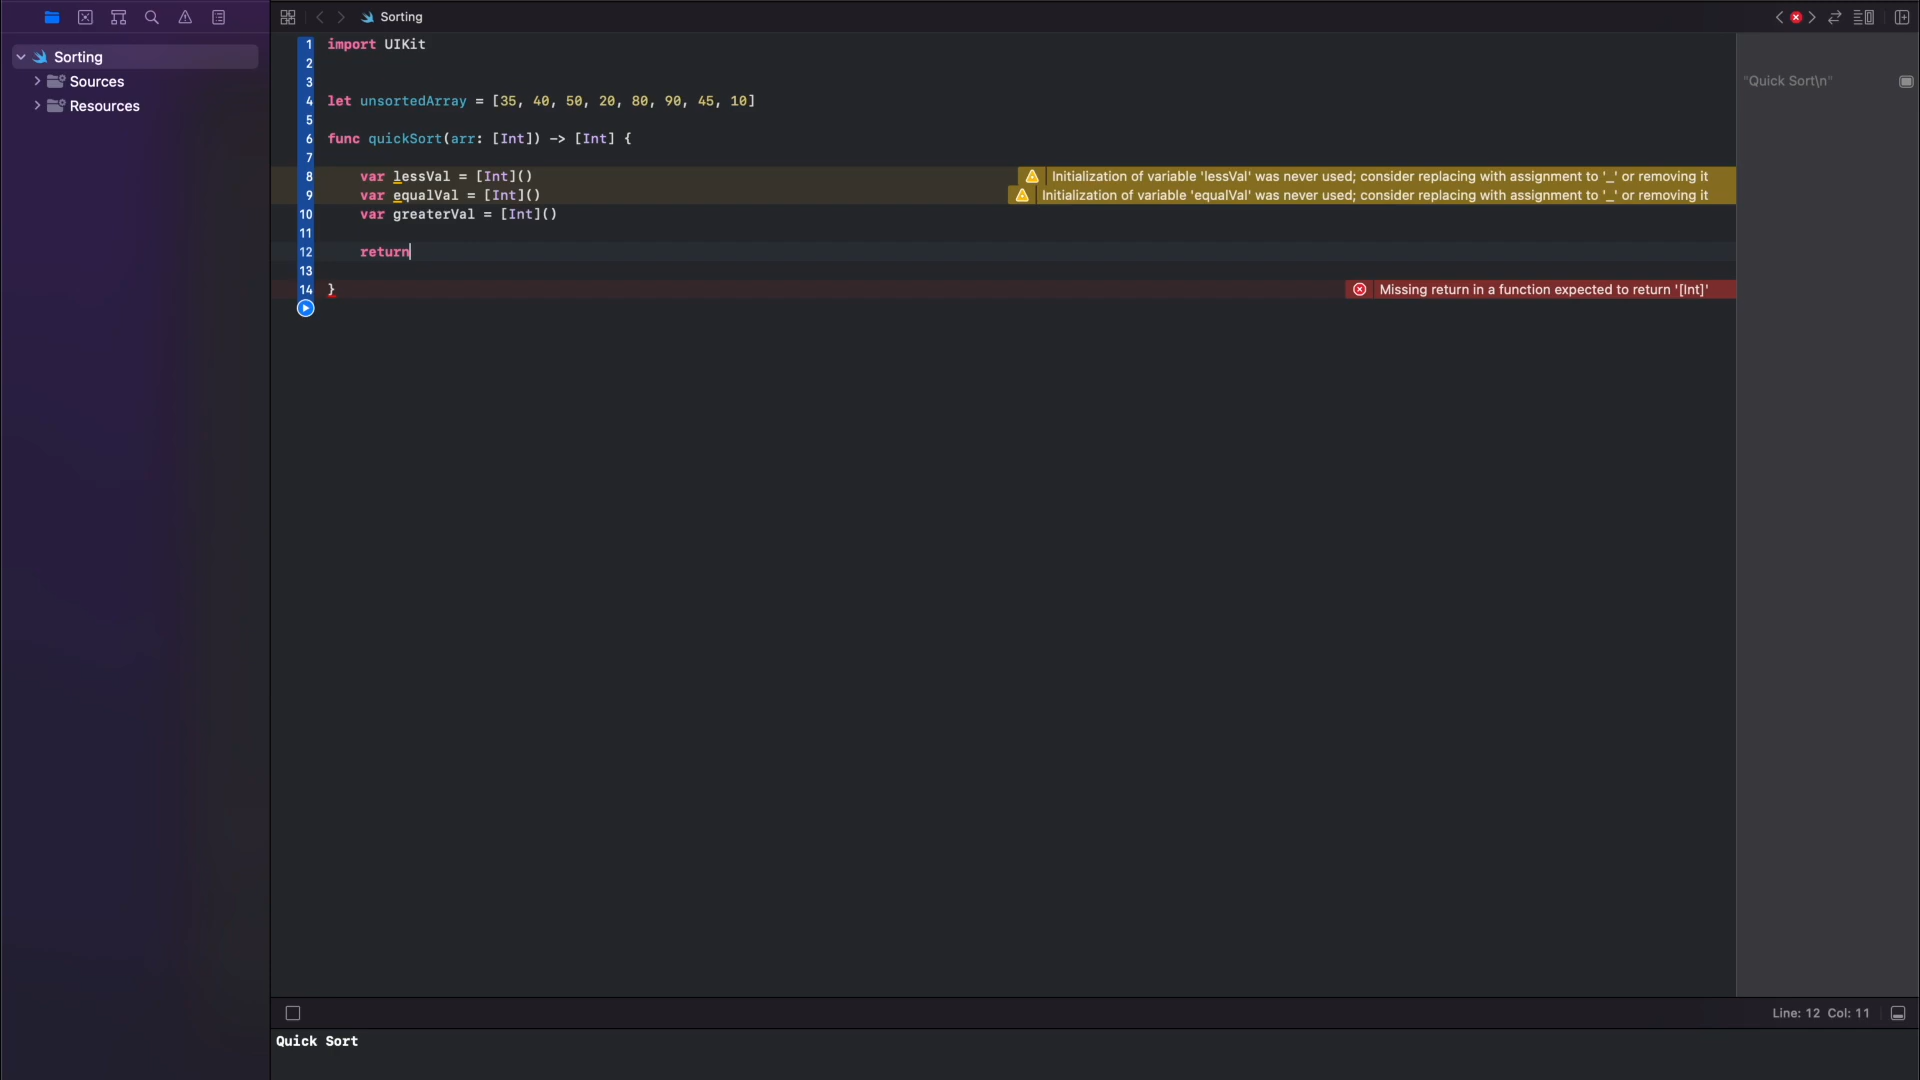 Sorting
Sources
Resources
Sorting
1 import UIKit
2
3
4 let unsortedArray = [35, 40, 50, 20, 80, 90, 45, 10]
5
6 func quickSort(arr: [Int]) -> [Int] {
7
8 var lessVal = [Int]() Initialization of variable 'lessVal' was never used; consider replacing with assignment to '_' or removing it
9 var equalVal = [Int]() Initialization of variable 'equalVal' was never used; consider replacing with assignment to '_' or removing it
10 var greaterVal = [Int]()
11
12 return
13
14 } Missing return in a function expected to return '[Int]'
"Quick Sort\n"
Line: 12 Col: 11
Quick Sort